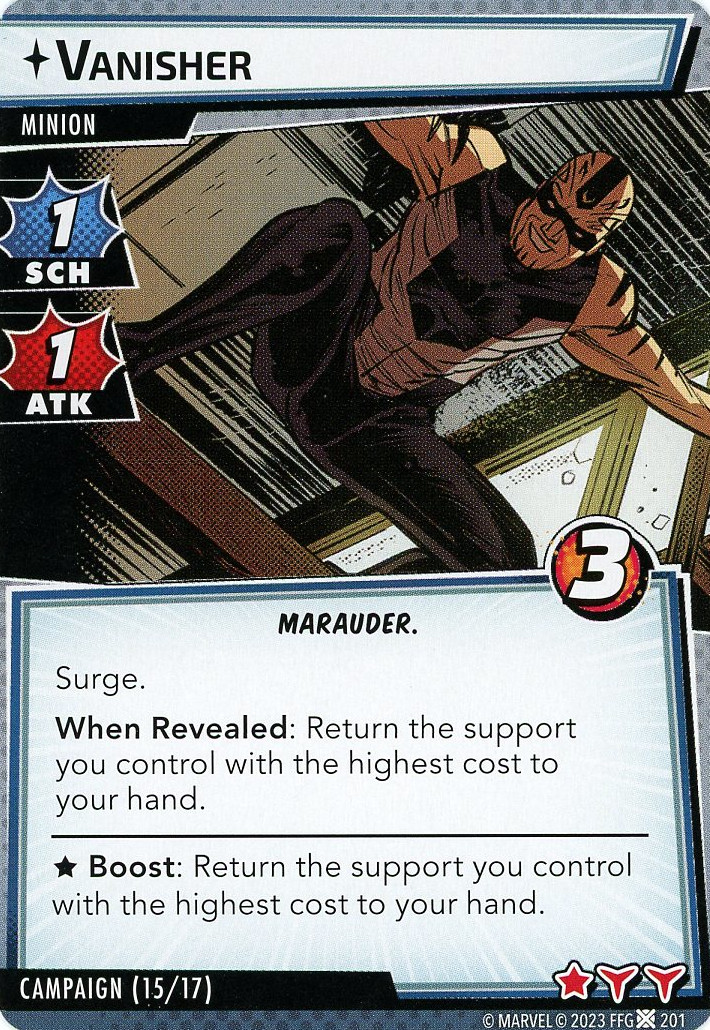 VANISHER
MINION
1
SCH
1
ATK
3
MARAUDER.
Surge.
When Revealed: Return the support
you control with the highest cost to
your hand.
★ Boost: Return the support you control
with the highest cost to your hand.
CAMPAIGN (15/17)
© MARVEL © 2023 FFG 201